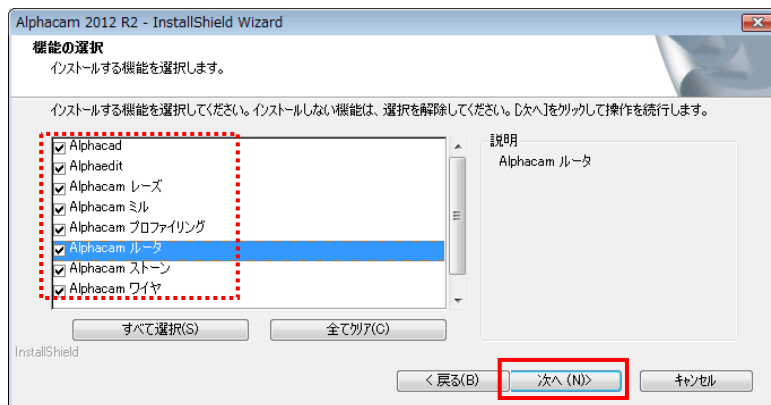 Alphacam 2012 R2 - InstallShield Wizard
機能の選択
インストールする機能を選択します。
インストールする機能を選択してください。インストールしない機能は、選択を解除してください。[次へ]をクリックして操作を続行します。
Alphacad
Alphaedit
Alphacam レーズ
Alphacam ミル
Alphacam プロファイリング
Alphacam ルータ
Alphacam ストーン
Alphacam ワイヤ
説明
Alphacam ルータ
すべて選択(S)
全てクリア(C)
InstallShield
< 戻る(B)
次へ (N)>
キャンセル